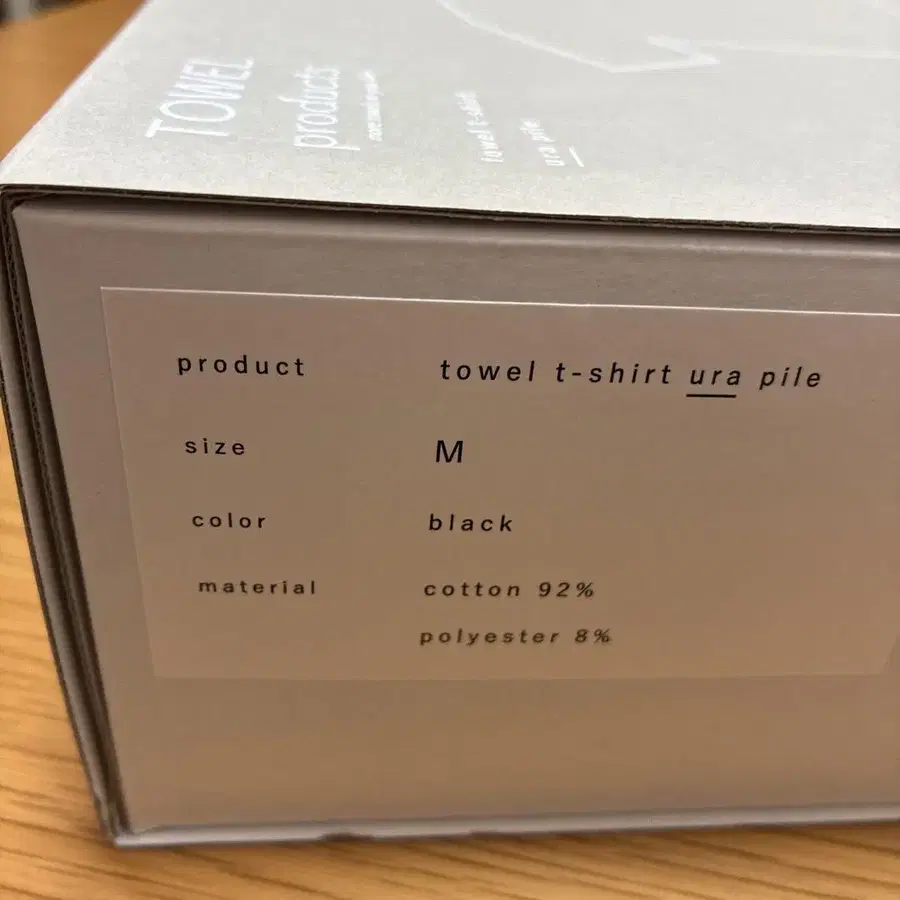 TOWEL
products
towel t-shirt
ura pile
product towel t-shirt ura pile
size M
color black
material cotton 92%
polyester 8%